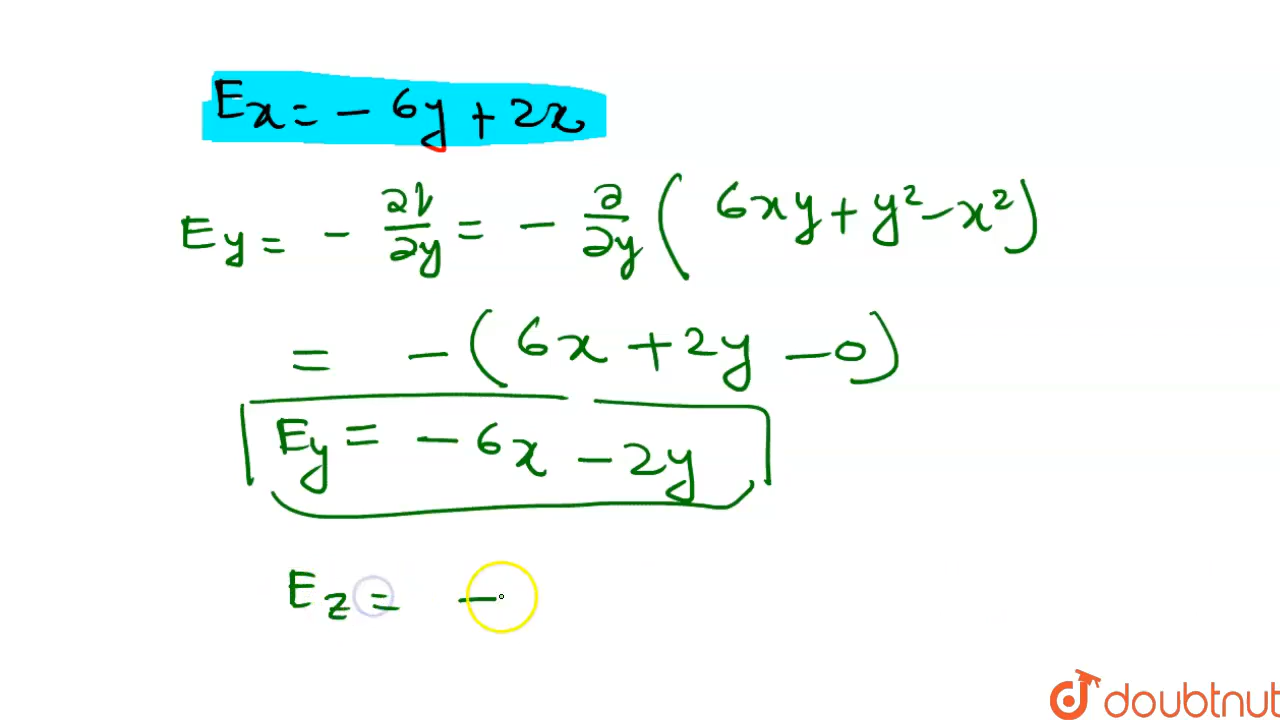 Ex = - 6y + 2x
Ey = - ∂V/∂y = - ∂/∂y ( 6xy + y² - x² )
= - ( 6x + 2y - 0 )
Ey = - 6x - 2y
Ez = -
doubtnut